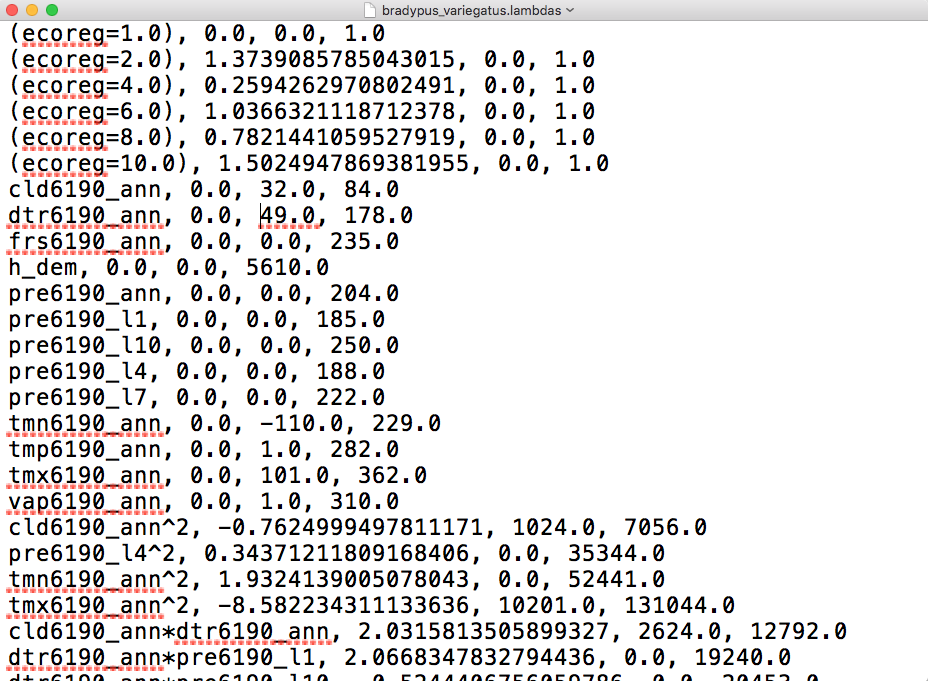 bradypus_variegatus.lambdas
(ecoreg=1.0), 0.0, 0.0, 1.0
(ecoreg=2.0), 1.3739085785043015, 0.0, 1.0
(ecoreg=4.0), 0.2594262970802491, 0.0, 1.0
(ecoreg=6.0), 1.0366321118712378, 0.0, 1.0
(ecoreg=8.0), 0.7821441059527919, 0.0, 1.0
(ecoreg=10.0), 1.5024947869381955, 0.0, 1.0
cld6190_ann, 0.0, 32.0, 84.0
dtr6190_ann, 0.0, 49.0, 178.0
frs6190_ann, 0.0, 0.0, 235.0
h_dem, 0.0, 0.0, 5610.0
pre6190_ann, 0.0, 0.0, 204.0
pre6190_l1, 0.0, 0.0, 185.0
pre6190_l10, 0.0, 0.0, 250.0
pre6190_l4, 0.0, 0.0, 188.0
pre6190_l7, 0.0, 0.0, 222.0
tmn6190_ann, 0.0, -110.0, 229.0
tmp6190_ann, 0.0, 1.0, 282.0
tmx6190_ann, 0.0, 101.0, 362.0
vap6190_ann, 0.0, 1.0, 310.0
cld6190_ann^2, -0.7624999497811171, 1024.0, 7056.0
pre6190_l4^2, 0.34371211809168406, 0.0, 35344.0
tmn6190_ann^2, 1.9324139005078043, 0.0, 52441.0
tmx6190_ann^2, -8.582234311133636, 10201.0, 131044.0
cld6190_ann*dtr6190_ann, 2.0315813505899327, 2624.0, 12792.0
dtr6190_ann*pre6190_l1, 2.0668347832794436, 0.0, 19240.0